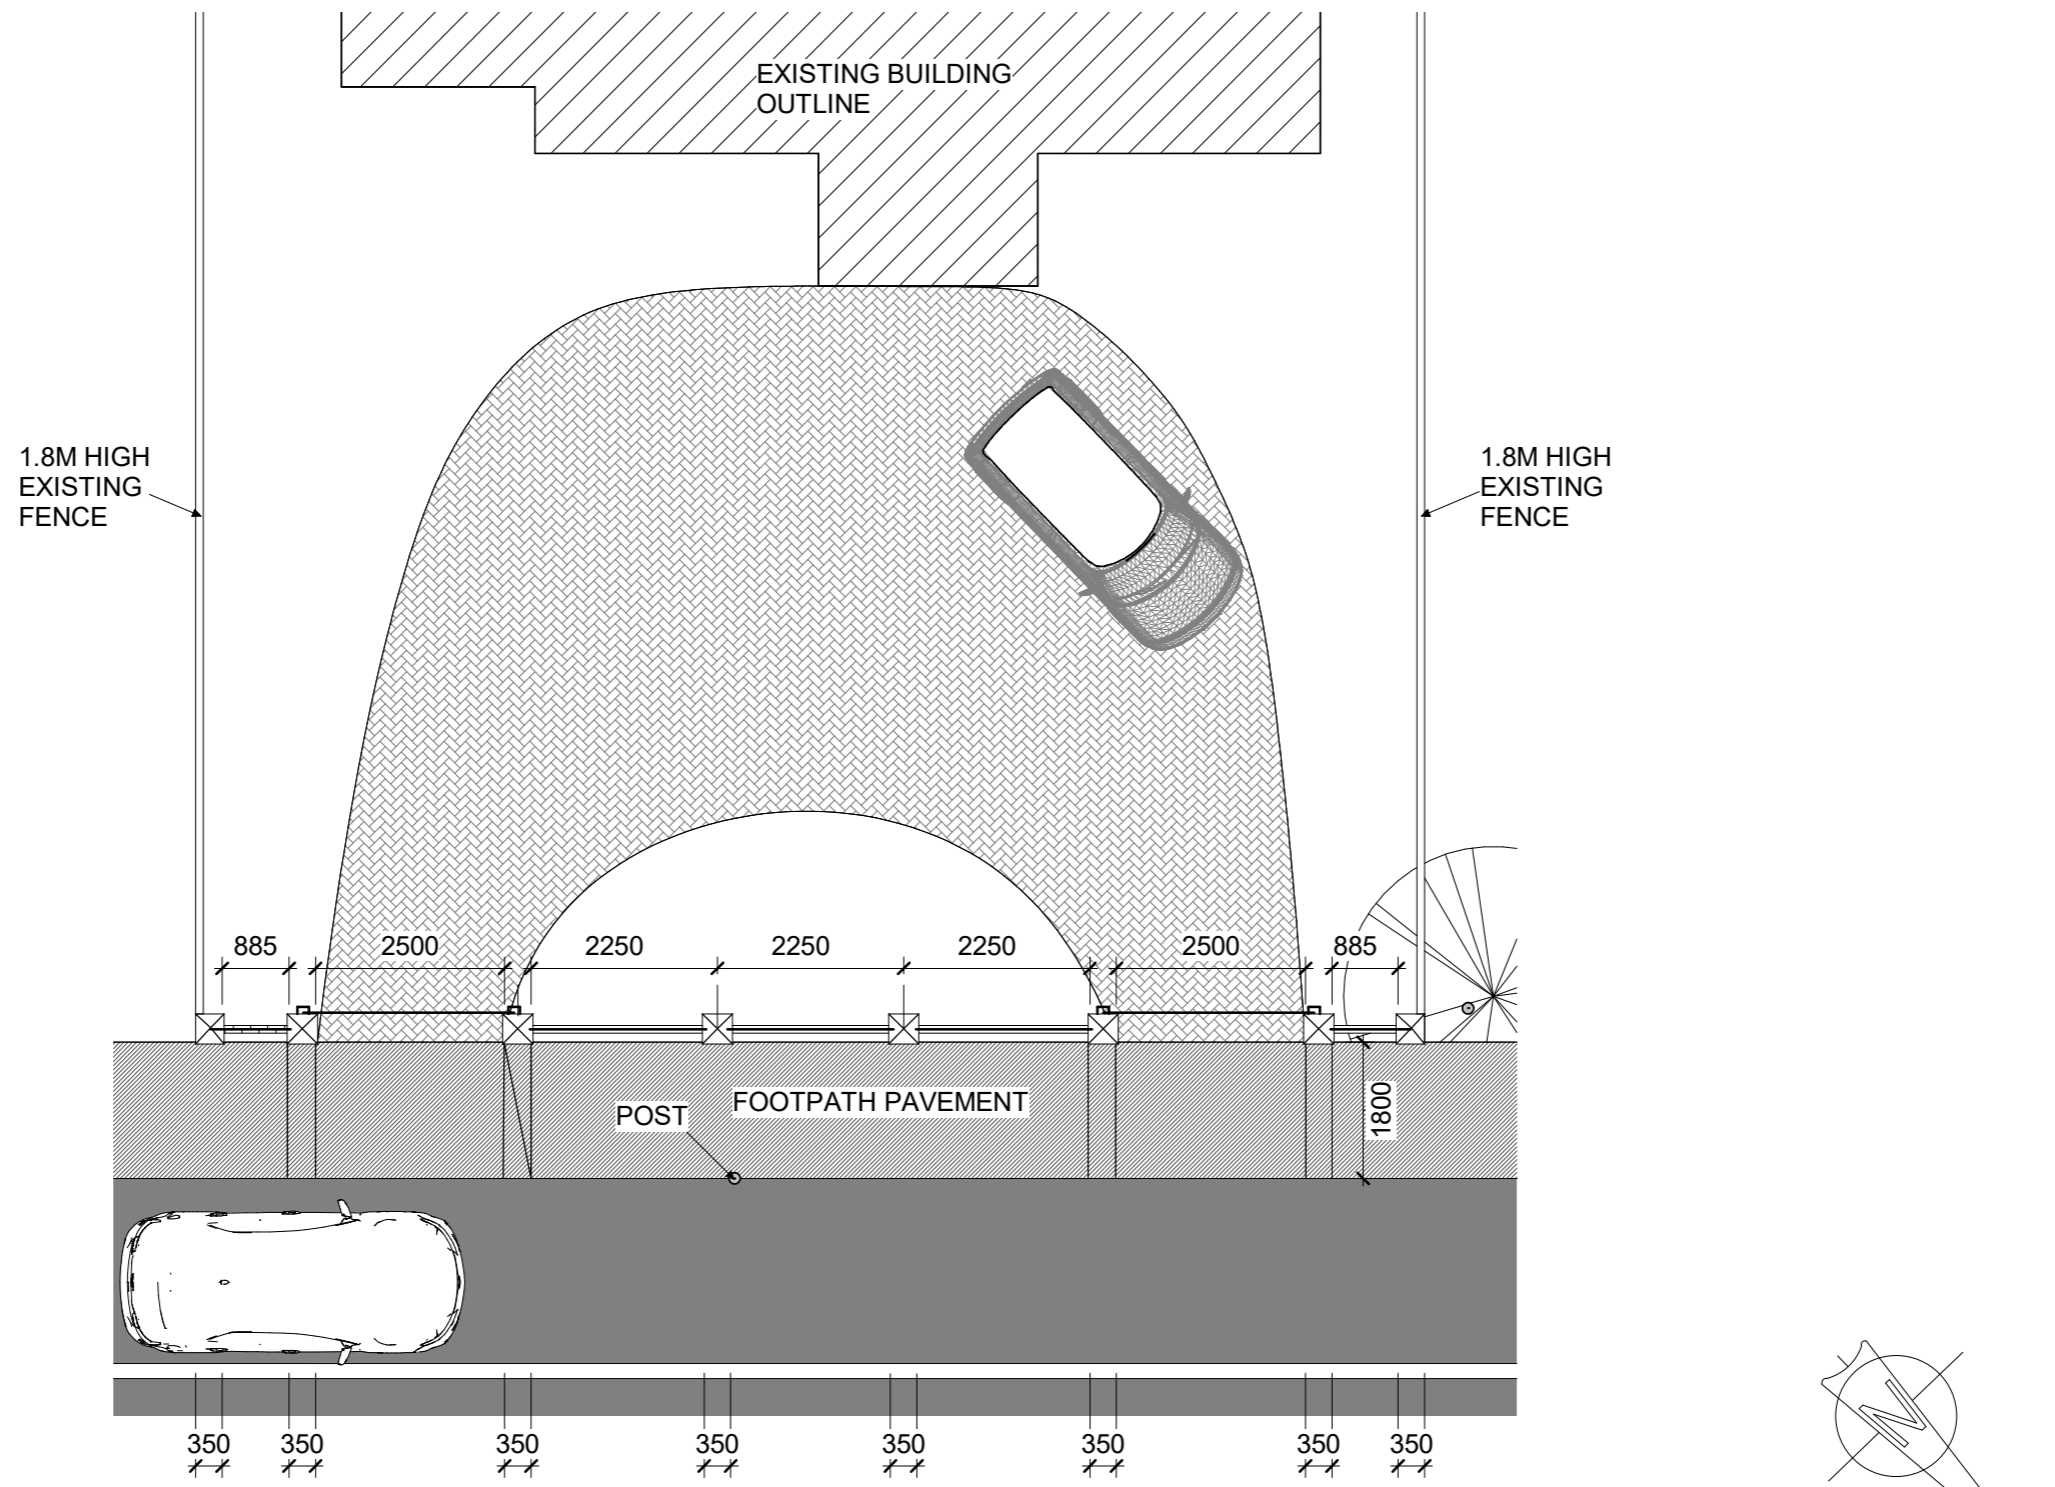 EXISTING BUILDING
OUTLINE
1.8M HIGH
EXISTING
FENCE
1.8M HIGH
EXISTING
FENCE
885
2500
2250
2250
2250
2500
885
FOOTPATH PAVEMENT
POST
1800
350
350
350
350
350
350
350
350
N